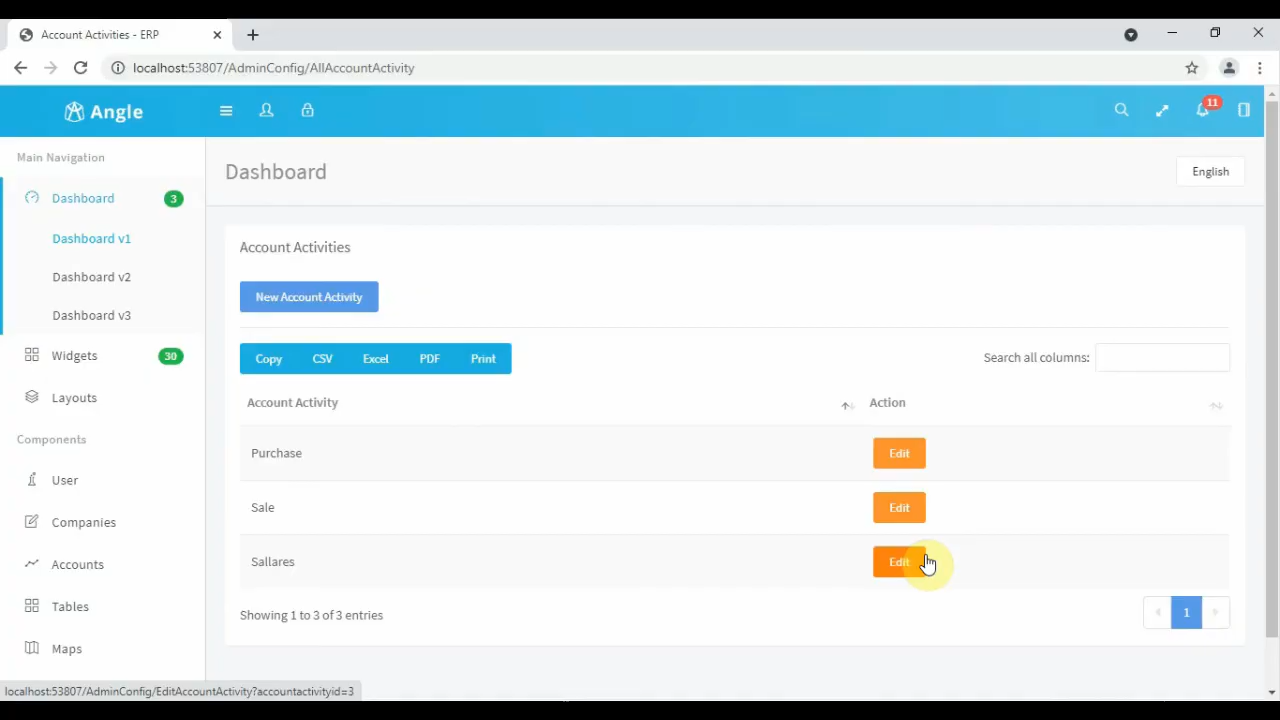 Account Activities - ERP
localhost:53807/AdminConfig/AllAccountActivity
Angle
11
Main Navigation
Dashboard 3
Dashboard v1
Dashboard v2
Dashboard v3
Widgets 30
Layouts
Components
User
Companies
Accounts
Tables
Maps
Dashboard
English
Account Activities
New Account Activity
Copy CSV Excel PDF Print
Search all columns:
Account Activity Action
Purchase Edit
Sale Edit
Sallares Edit
Showing 1 to 3 of 3 entries
1
localhost:53807/AdminConfig/EditAccountActivity?accountactivityid=3